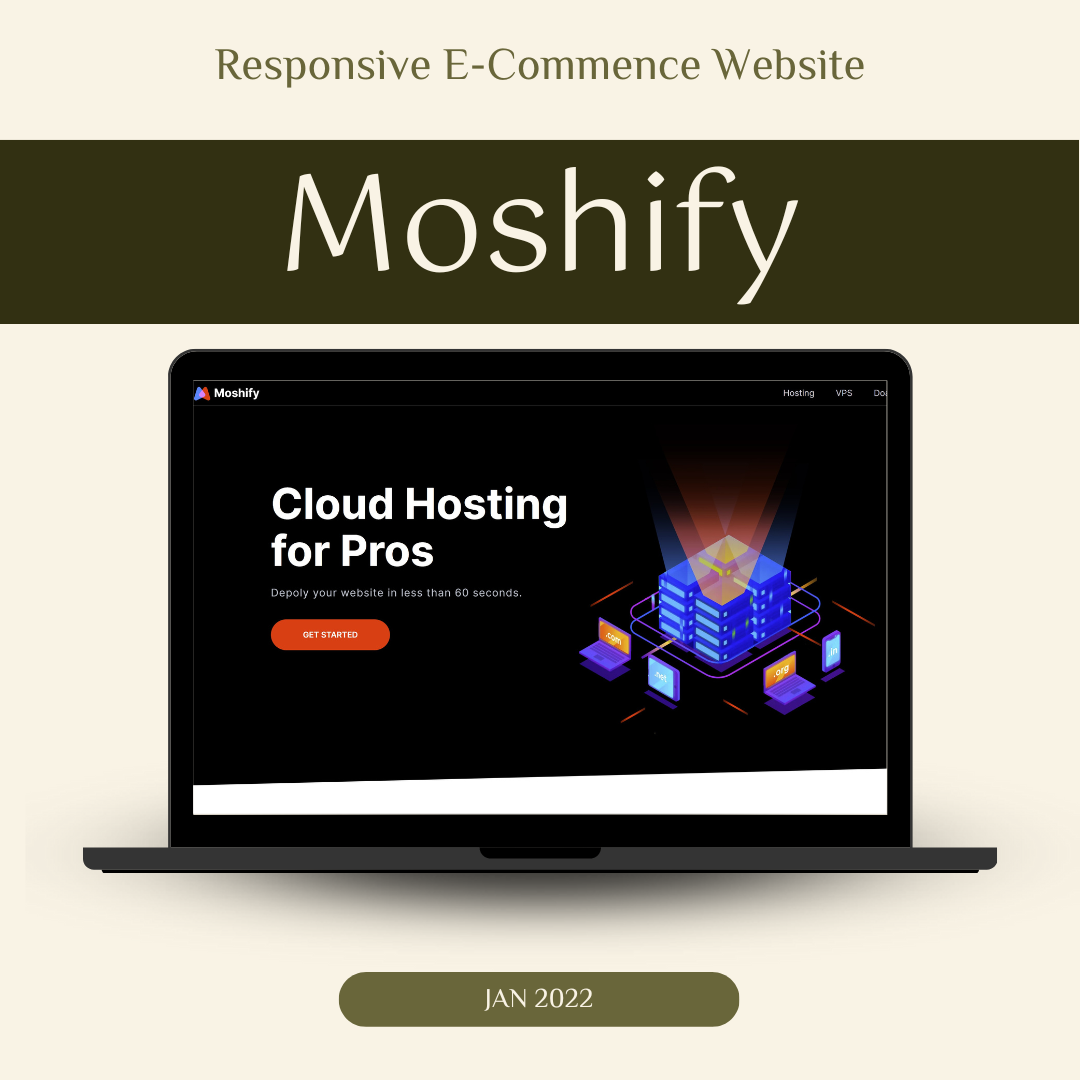 Responsive E-Commence Website
Moshify
Moshify
Hosting VPS
Cloud Hosting
for Pros
Depoly your website in less than 60 seconds.
GET STARTED
.com
.net
.org
.in
JAN 2022